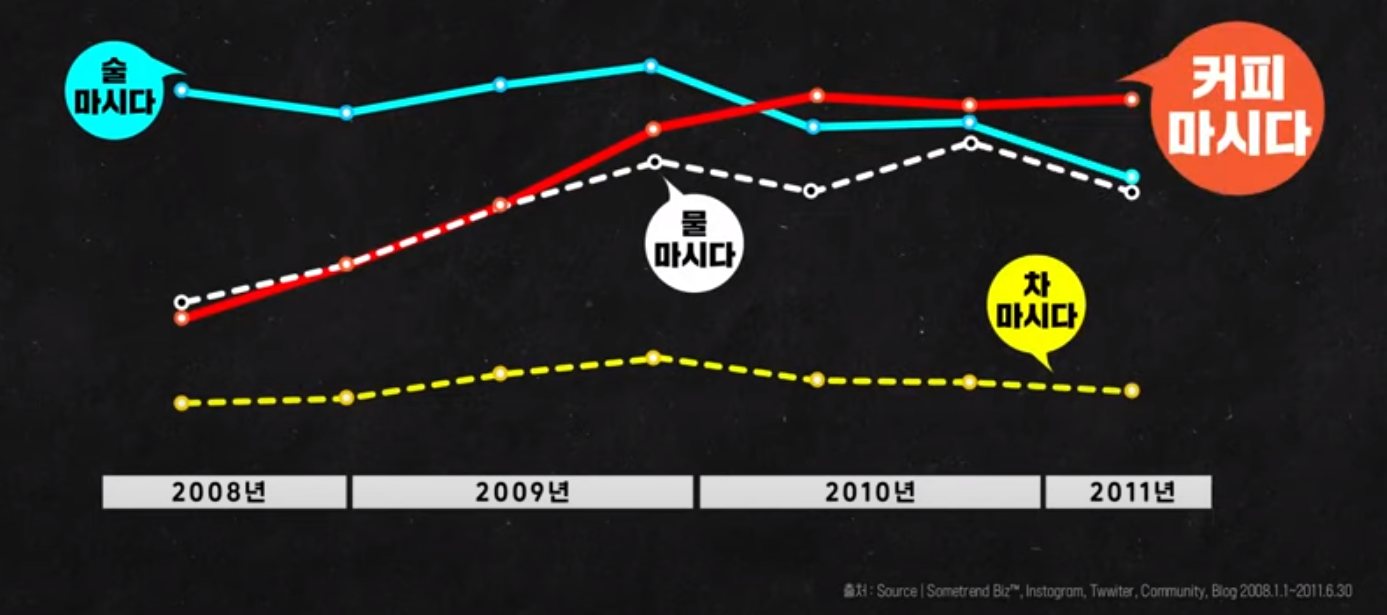 술
마시다
커피
마시다
물
마시다
차
마시다
2008년
2009년
2010년
2011년
출처 : Source | Sometrend Biz™, Instogram, Twwiter, Community, Blog 2008.1.1~2011.6.30